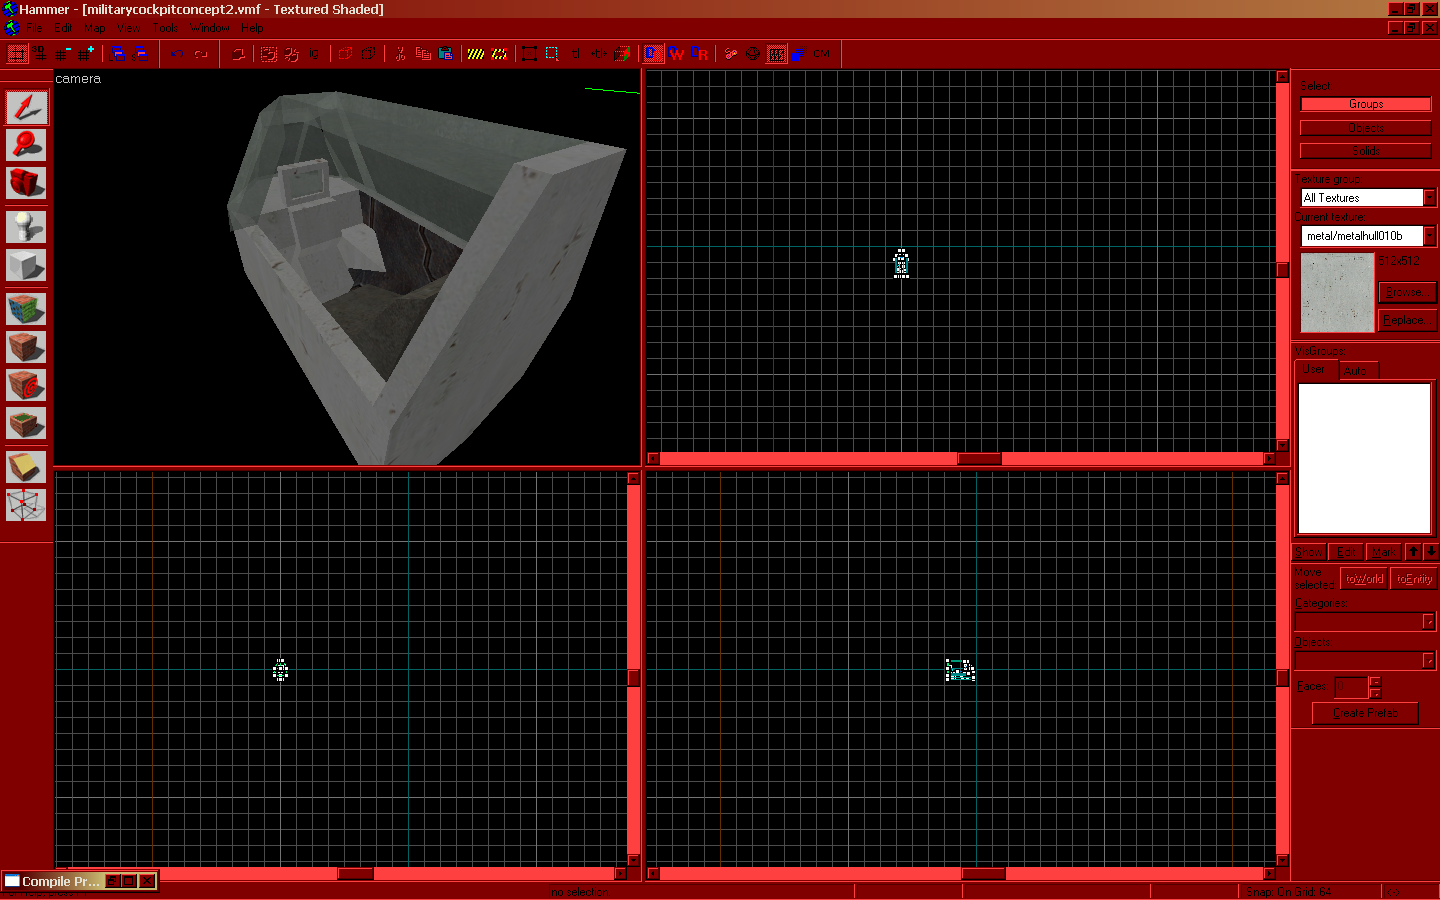 Hammer - [militarycockpitconcept2.vmf - Textured Shaded]
File Edit Map View Tools Window Help
3D
CM
camera
Select:
Groups
Objects
Solids
Texture group:
All Textures
Current texture:
metal/metalhull010b
512x512
Browse...
Replace...
VisGroups:
User
Auto
Show Edit Mark
Move
selected:
toWorld toEntity
Categories:
Objects:
Faces:
Create Prefab
Compile Pr...
no selection.
Snap: On Grid: 64